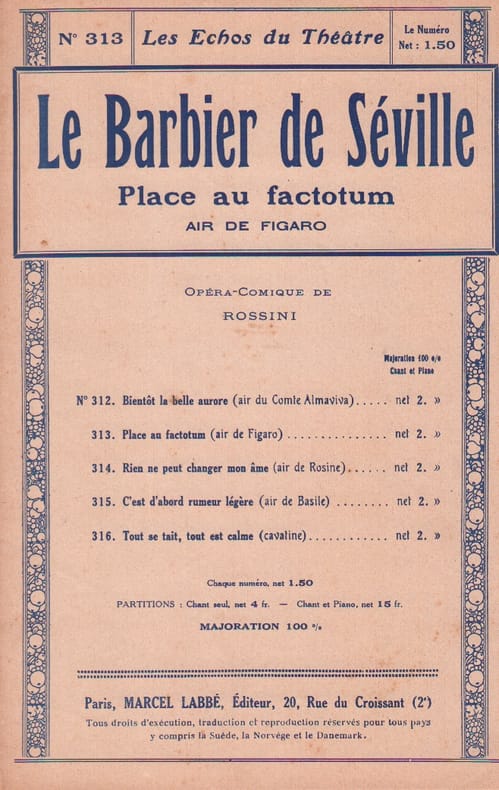 N° 313
Les Echos du Théâtre
Le Numéro
Net : 1.50
Le Barbier de Séville
Place au factotum
AIR DE FIGARO
OPÉRA-COMIQUE DE
ROSSINI
Majoration 100 o/o
Chant et Piano
N° 312. Bientôt la belle aurore (air du Comte Almaviva)..... net 2. »
313. Place au factotum (air de Figaro) .............. net 2. »
314. Rien ne peut changer mon âme (air de Rosine)...... net 2. »
315. C'est d'abord rumeur légère (air de Basile) ........ net 2. »
316. Tout se tait, tout est calme (cavatine)............ net 2. »
Chaque numéro, net 1.50
PARTITIONS : Chant seul, net 4 fr. — Chant et Piano, net 15 fr.
MAJORATION 100 %
Paris, MARCEL LABBÉ, Éditeur, 20, Rue du Croissant (2e)
Tous droits d'exécution, traduction et reproduction réservés pour tous pays
y compris la Suède, la Norvège et le Danemark.